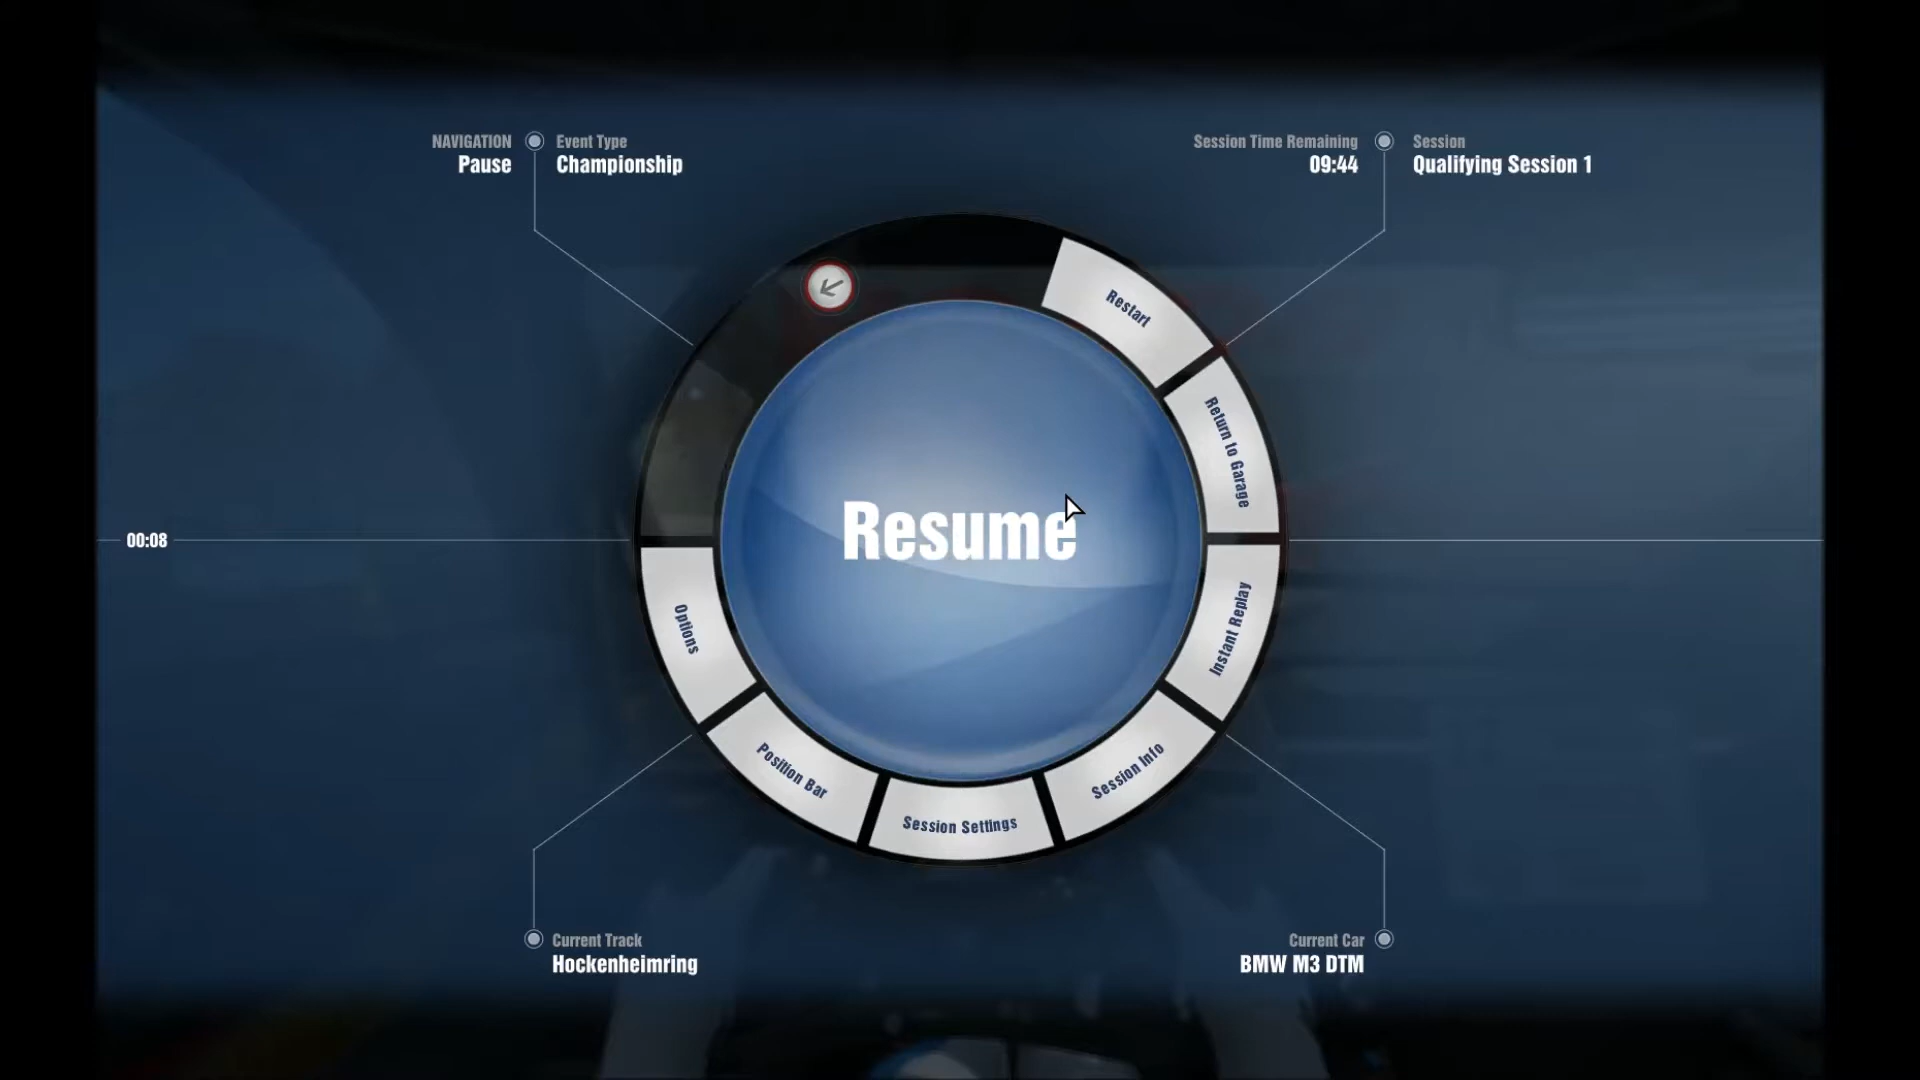 NAVIGATION
Pause
Event Type
Championship
Session Time Remaining
09:44
Session
Qualifying Session 1
Restart
Return to Garage
Resume
00:08
Options
Instant Replay
Position Bar
Session Info
Session Settings
Current Track
Hockenheimring
Current Car
BMW M3 DTM